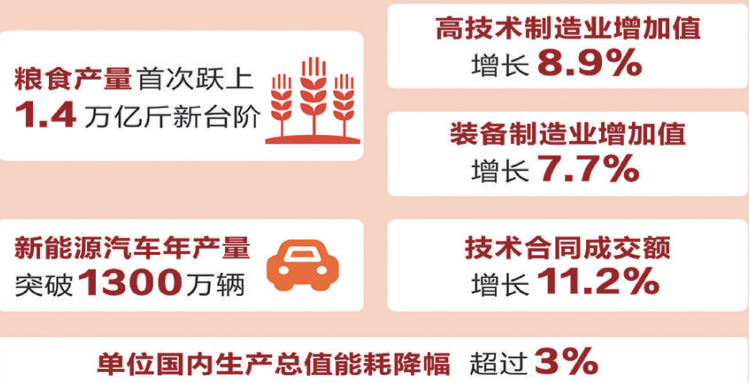 粮食产量首次跃上
1.4万亿斤新台阶
高技术制造业增加值
增长 8.9%
装备制造业增加值
增长 7.7%
新能源汽车年产量
突破1300万辆
技术合同成交额
增长 11.2%
单位国内生产总值能耗降幅 超过3%